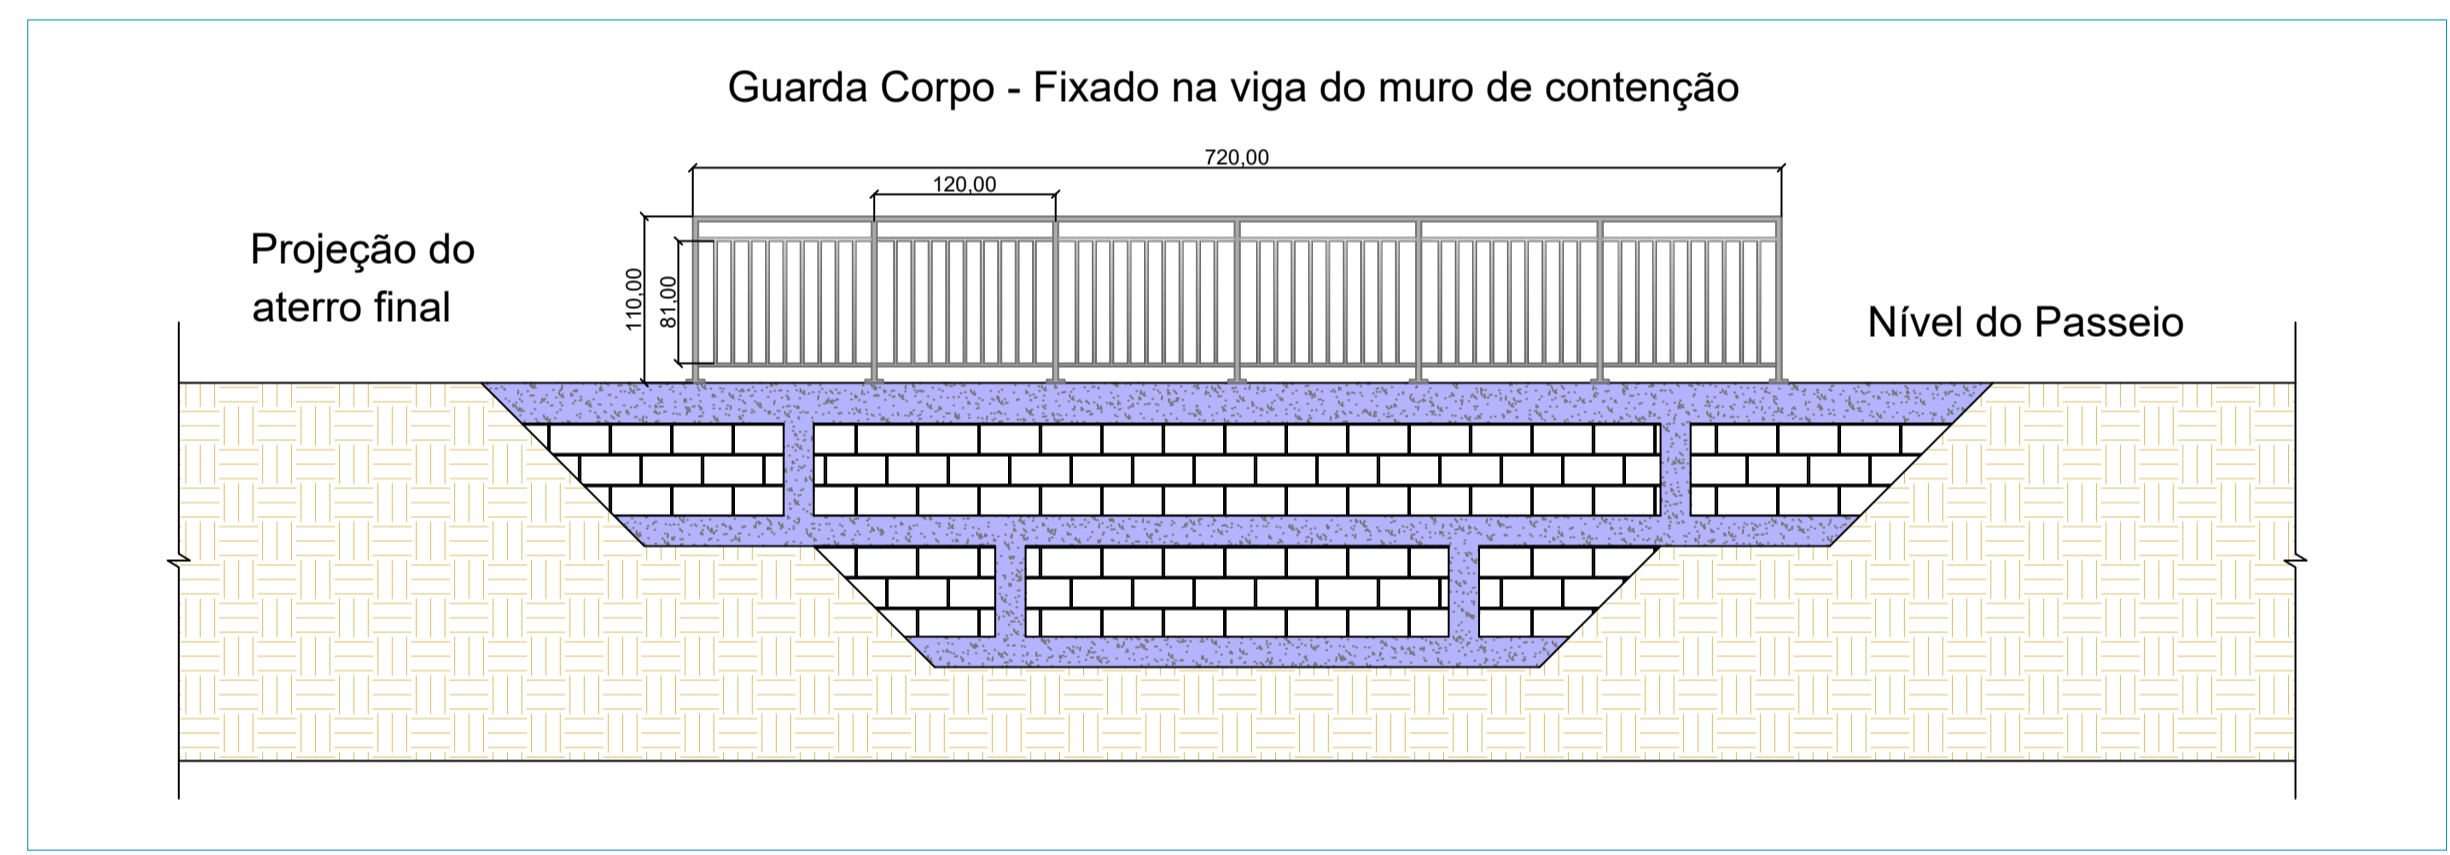 Guarda Corpo - Fixado na viga do muro de contenção
720,00
120,00
110,00
81,00
Projeção do
aterro final
Nível do Passeio